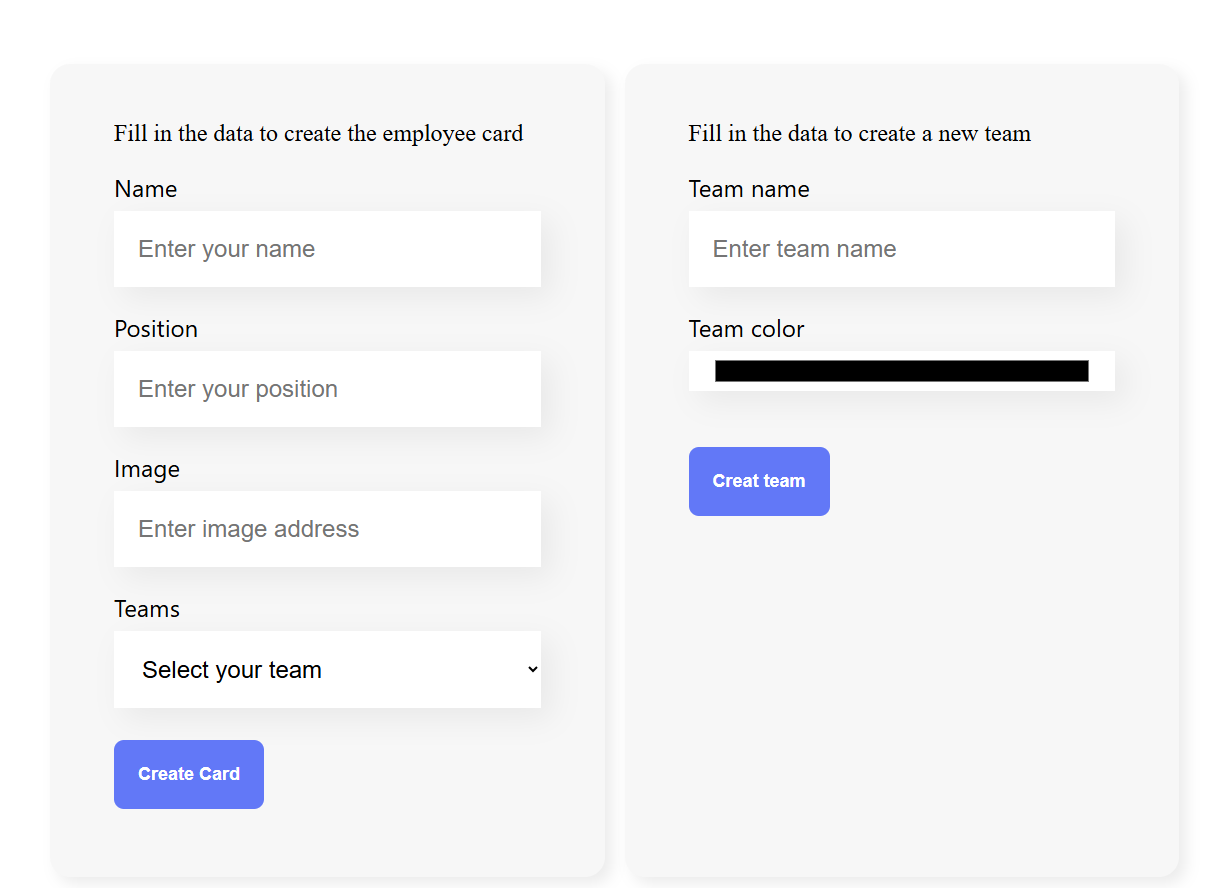 Fill in the data to create the employee card
Name
Enter your name
Position
Enter your position
Image
Enter image address
Teams
Select your team
Create Card
Fill in the data to create a new team
Team name
Enter team name
Team color
Creat team